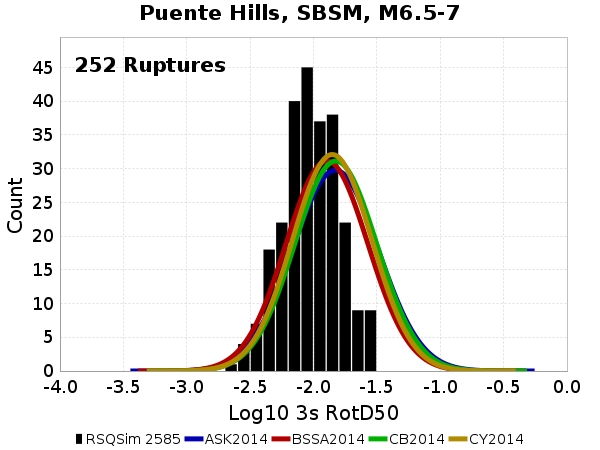 Puente Hills, SBSM, M6.5-7
252 Ruptures
45
40
35
30
25
20
15
10
5
0
Count
-4.0 -3.5 -3.0 -2.5 -2.0 -1.5 -1.0 -0.5 0.0
Log10 3s RotD50
RSQSim 2585 ASK2014 BSSA2014 CB2014 CY2014